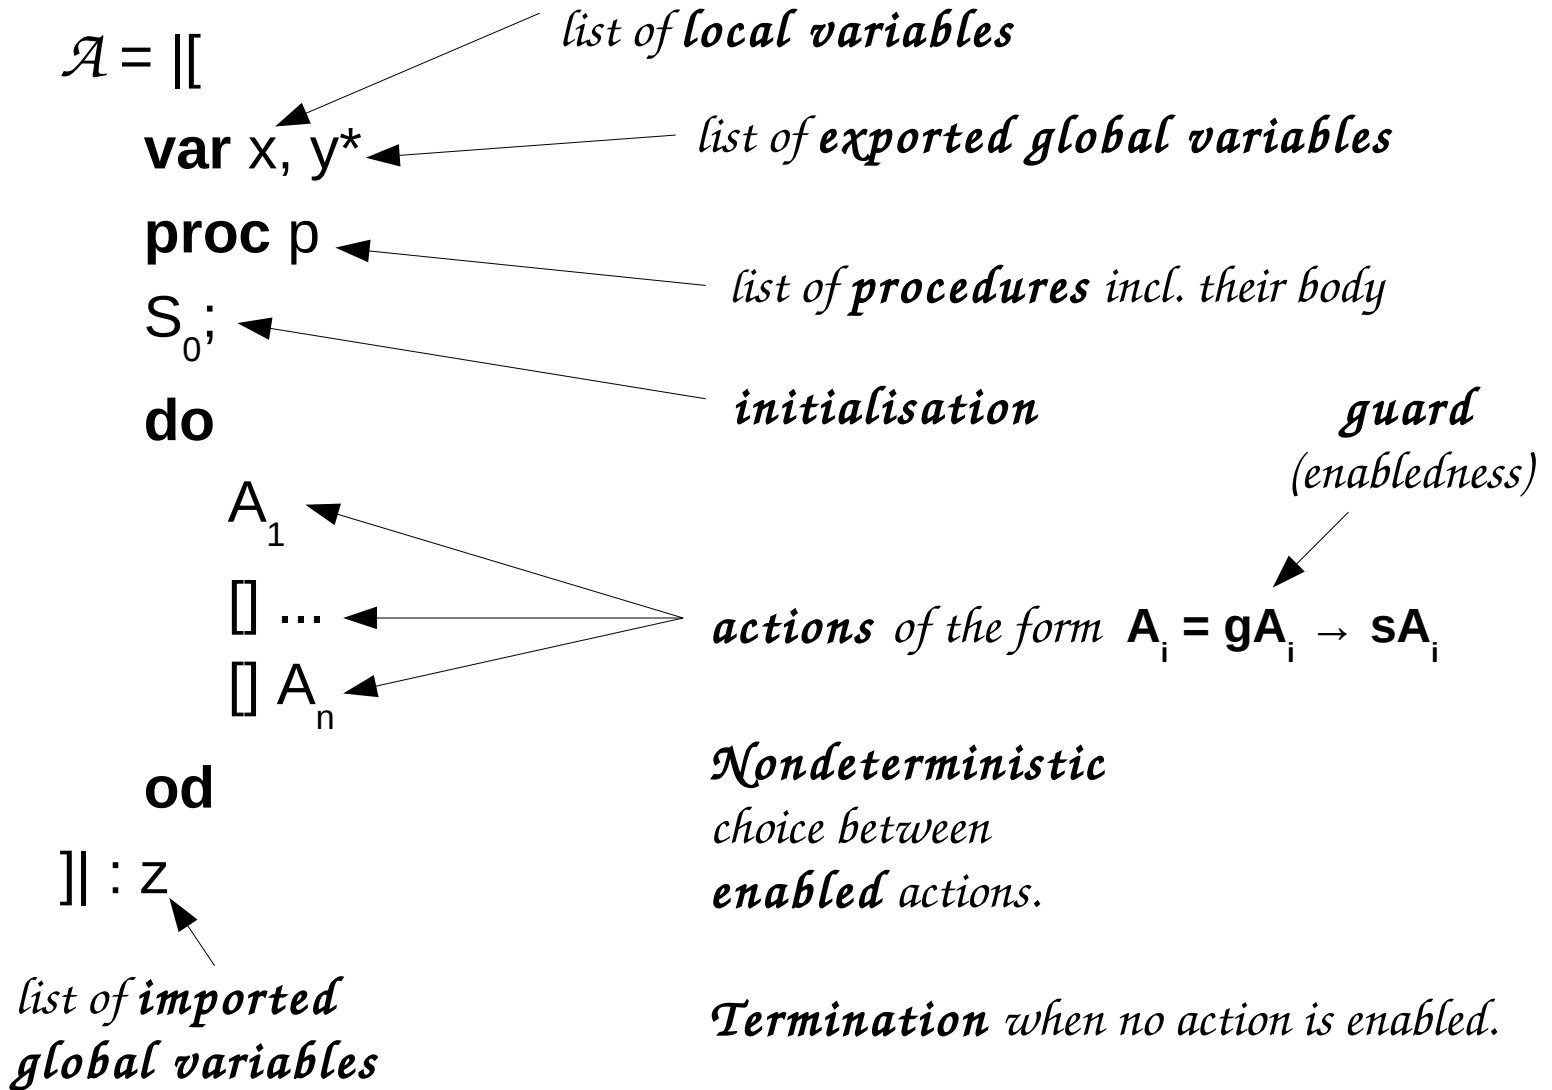 𝒜 = |[
list of local variables
var x, y*
list of exported global variables
proc p
list of procedures incl. their body
S₀;
initialisation
do
guard
(enabledness)
A₁
[] ...
actions of the form Aᵢ = gAᵢ → sAᵢ
[] Aₙ
od
Nondeterministic
choice between
enabled actions.
]| : z
list of imported
global variables
Termination when no action is enabled.